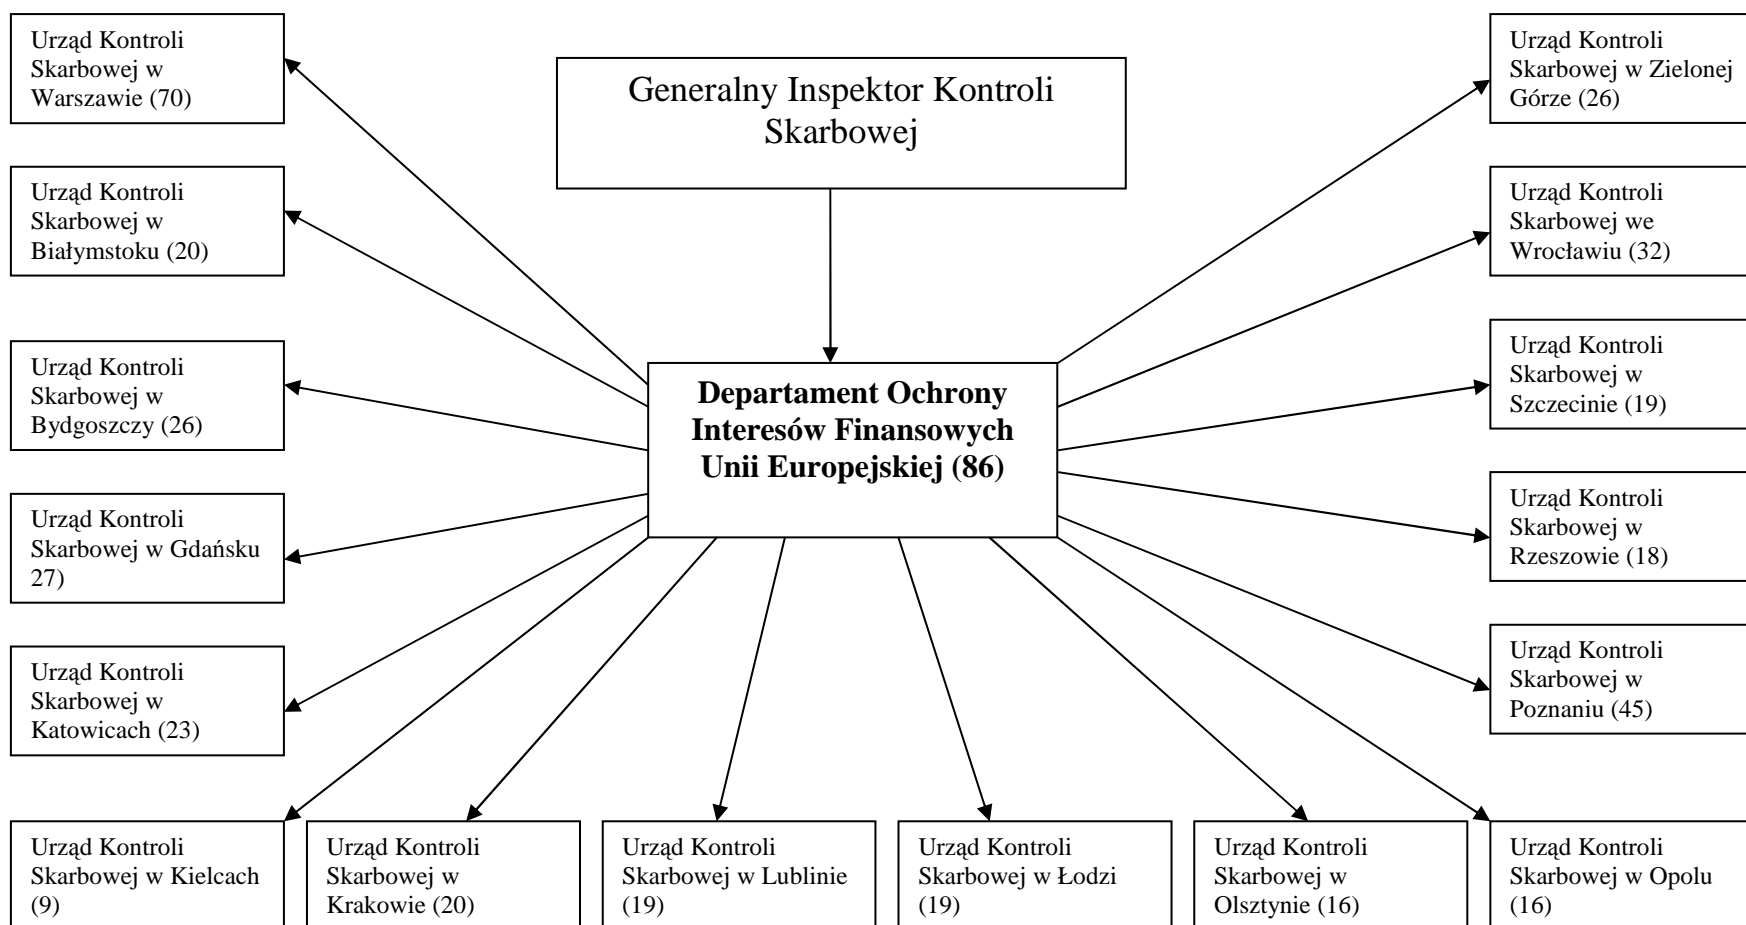 Urząd Kontroli
Skarbowej w
Warszawie (70)
Generalny Inspektor Kontroli
Skarbowej
Urząd Kontroli
Skarbowej w Zielonej
Górze (26)
Urząd Kontroli
Skarbowej w
Białymstoku (20)
Urząd Kontroli
Skarbowej we
Wrocławiu (32)
Urząd Kontroli
Skarbowej w
Bydgoszczy (26)
Departament Ochrony
Interesów Finansowych
Unii Europejskiej (86)
Urząd Kontroli
Skarbowej w
Szczecinie (19)
Urząd Kontroli
Skarbowej w Gdańsku
27)
Urząd Kontroli
Skarbowej w
Rzeszowie (18)
Urząd Kontroli
Skarbowej w
Katowicach (23)
Urząd Kontroli
Skarbowej w
Poznaniu (45)
Urząd Kontroli
Skarbowej w Kielcach
(9)
Urząd Kontroli
Skarbowej w
Krakowie (20)
Urząd Kontroli
Skarbowej w Lublinie
(19)
Urząd Kontroli
Skarbowej w Łodzi
(19)
Urząd Kontroli
Skarbowej w
Olsztynie (16)
Urząd Kontroli
Skarbowej w Opolu
(16)